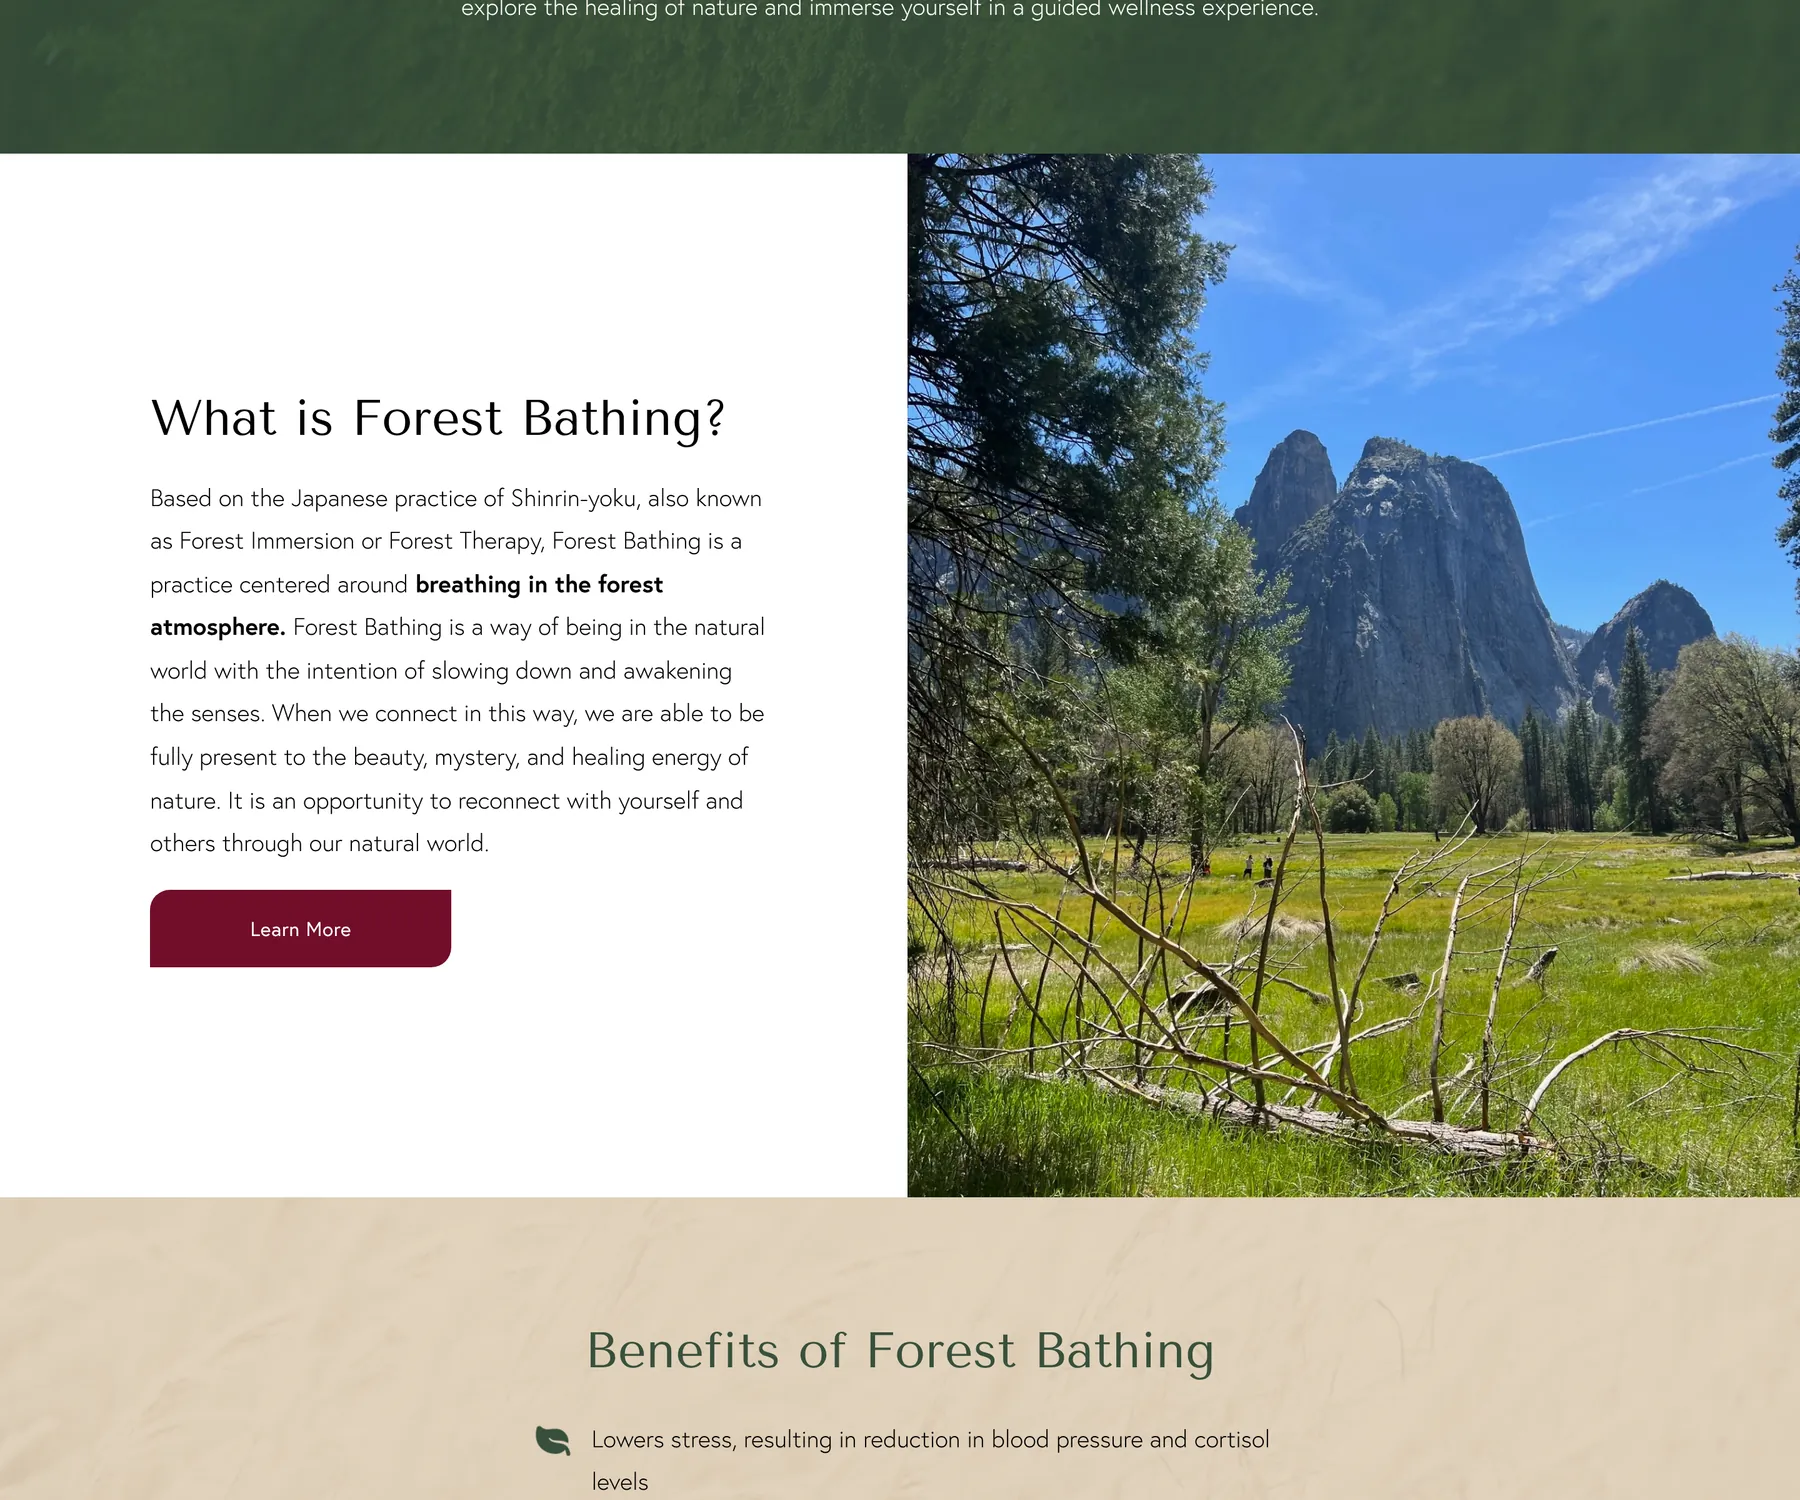 explore the healing of nature and immerse yourself in a guided wellness experience.
What is Forest Bathing?
Based on the Japanese practice of Shinrin-yoku, also known
as Forest Immersion or Forest Therapy, Forest Bathing is a
practice centered around breathing in the forest
atmosphere. Forest Bathing is a way of being in the natural
world with the intention of slowing down and awakening
the senses. When we connect in this way, we are able to be
fully present to the beauty, mystery, and healing energy of
nature. It is an opportunity to reconnect with yourself and
others through our natural world.
Learn More
Benefits of Forest Bathing
Lowers stress, resulting in reduction in blood pressure and cortisol
levels